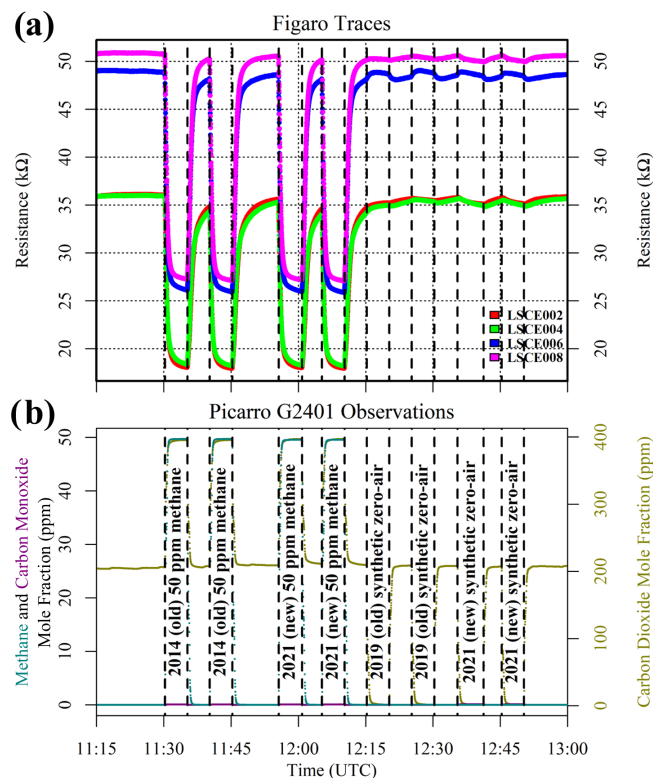 (a)
Figaro Traces
50
45
40
35
30
25
20
Resistance (kΩ)
50
45
40
35
30
25
20
Resistance (kΩ)
LSCE002
LSCE004
LSCE006
LSCE008
(b)
Picarro G2401 Observations
50
40
30
20
10
0
Methane and Carbon Monoxide
Mole Fraction (ppm)
400
300
200
100
0
Carbon Dioxide Mole Fraction (ppm)
2014 (old) 50 ppm methane
2014 (old) 50 ppm methane
2021 (new) 50 ppm methane
2021 (new) 50 ppm methane
2019 (old) synthetic zero-air
2019 (old) synthetic zero-air
2021 (new) synthetic zero-air
2021 (new) synthetic zero-air
11:15 11:30 11:45 12:00 12:15 12:30 12:45 13:00
Time (UTC)